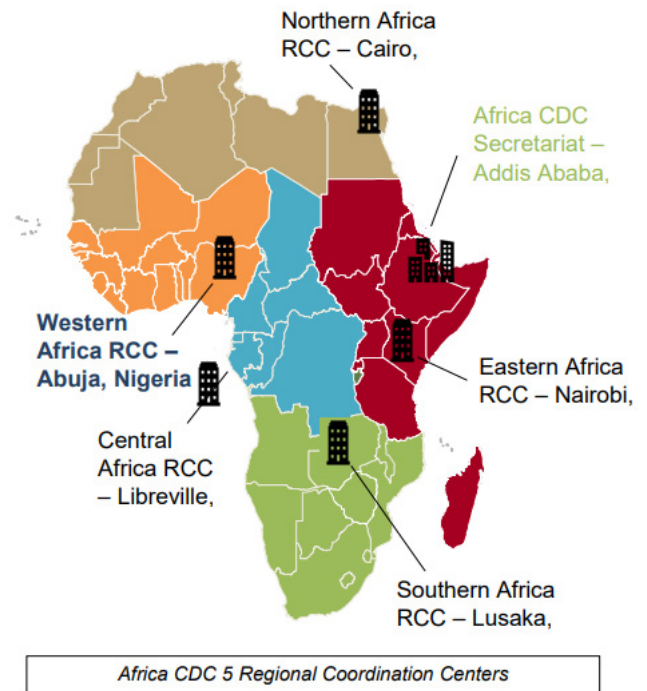 Northern Africa
RCC – Cairo,
Africa CDC
Secretariat –
Addis Ababa,
Western
Africa RCC –
Abuja, Nigeria
Eastern Africa
RCC – Nairobi,
Central
Africa RCC
– Libreville,
Southern Africa
RCC – Lusaka,
Africa CDC 5 Regional Coordination Centers